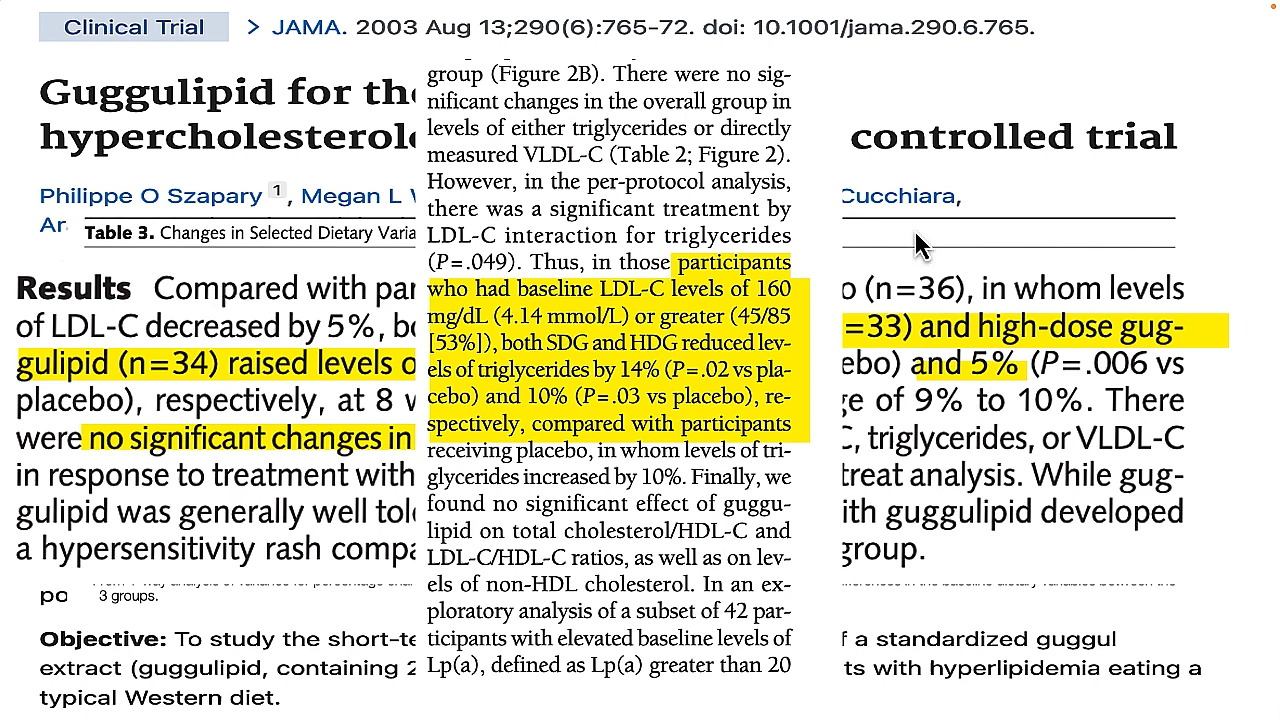 Clinical Trial > JAMA. 2003 Aug 13;290(6):765-72. doi: 10.1001/jama.290.6.765.
Guggulipid for the
hypercholesterol controlled trial
Philippe O Szapary 1, Megan L Cucchiara,
Table 3. Changes in Selected Dietary Varia
Results Compared with par o (n=36), in whom levels
of LDL-C decreased by 5%, =33) and high-dose gug-
gulipid (n=34) raised levels ebo) and 5% (P=.006 vs
placebo), respectively, at 8 ge of 9% to 10%. There
were no significant changes in C, triglycerides, or VLDL-C
in response to treatment with treat analysis. While gug-
gulipid was generally well tol ith guggulipid developed
a hypersensitivity rash compa group.
3 groups.
Objective: To study the short-te f a standardized guggul
extract (guggulipid, containing 2 ts with hyperlipidemia eating a
typical Western diet.
group (Figure 2B). There were no sig-
nificant changes in the overall group in
levels of either triglycerides or directly
measured VLDL-C (Table 2; Figure 2).
However, in the per-protocol analysis,
there was a significant treatment by
LDL-C interaction for triglycerides
(P=.049). Thus, in those participants
who had baseline LDL-C levels of 160
mg/dL (4.14 mmol/L) or greater (45/85
[53%]), both SDG and HDG reduced lev-
els of triglycerides by 14% (P=.02 vs pla-
cebo) and 10% (P=.03 vs placebo), re-
spectively, compared with participants
receiving placebo, in whom levels of tri-
glycerides increased by 10%. Finally, we
found no significant effect of guggu-
lipid on total cholesterol/HDL-C and
LDL-C/HDL-C ratios, as well as on lev-
els of non-HDL cholesterol. In an ex-
ploratory analysis of a subset of 42 par-
ticipants with elevated baseline levels of
Lp(a), defined as Lp(a) greater than 20